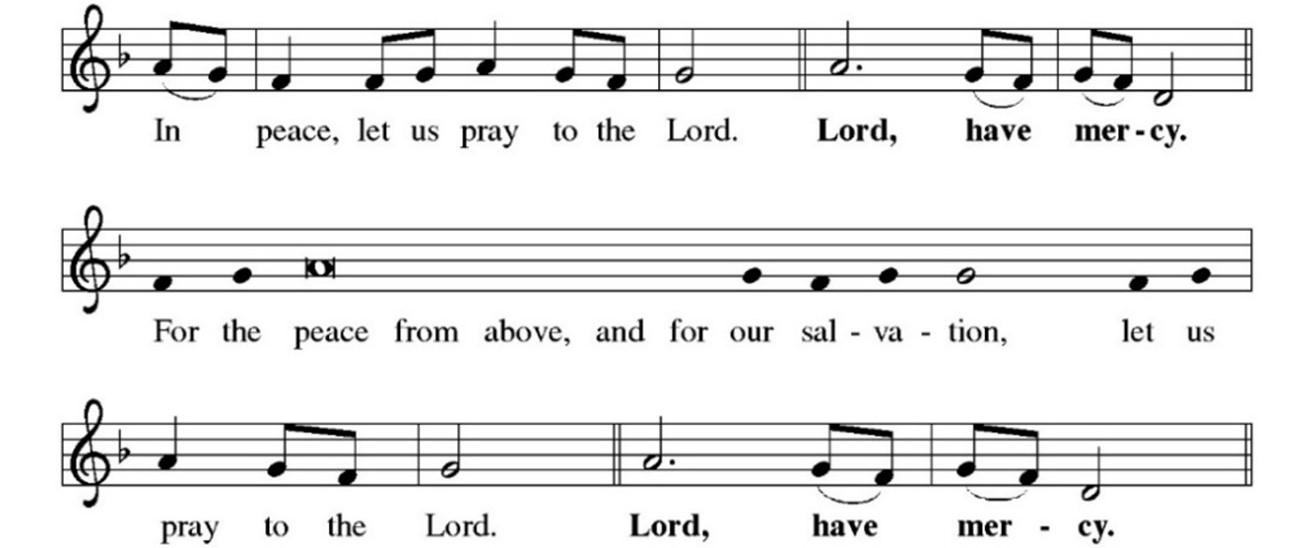 In peace, let us pray to the Lord. Lord, have mer-cy.
For the peace from above, and for our sal - va - tion, let us
pray to the Lord. Lord, have mer - cy.